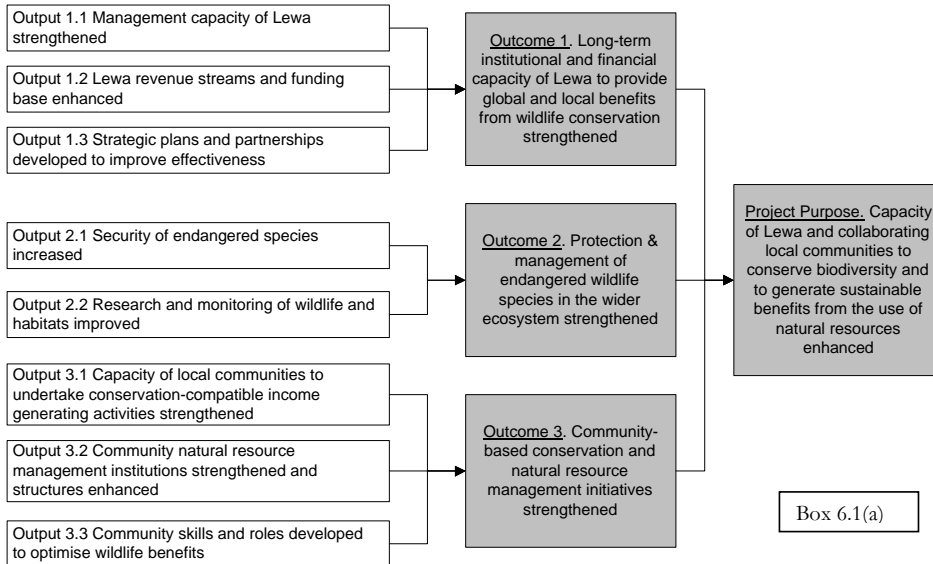 Output 1.1 Management capacity of Lewa
strengthened
Output 1.2 Lewa revenue streams and funding
base enhanced
Output 1.3 Strategic plans and partnerships
developed to improve effectiveness
Outcome 1. Long-term
institutional and financial
capacity of Lewa to provide
global and local benefits
from wildlife conservation
strengthened
Output 2.1 Security of endangered species
increased
Output 2.2 Research and monitoring of wildlife and
habitats improved
Outcome 2. Protection &
management of
endangered wildlife
species in the wider
ecosystem strengthened
Output 3.1 Capacity of local communities to
undertake conservation-compatible income
generating activities strengthened
Output 3.2 Community natural resource
management institutions strengthened and
structures enhanced
Output 3.3 Community skills and roles developed
to optimise wildlife benefits
Outcome 3. Community-
based conservation and
natural resource
management initiatives
strengthened
Project Purpose. Capacity
of Lewa and collaborating
local communities to
conserve biodiversity and
to generate sustainable
benefits from the use of
natural resources
enhanced
Box 6.1(a)